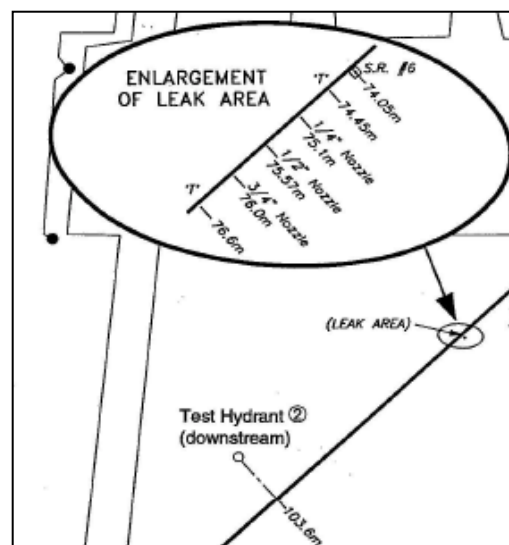 ENLARGEMENT
OF LEAK AREA
S.R. #6
74.05m
'T'
74.45m
1/4" Nozzle
75.1m
1/2" Nozzle
75.57m
3/4" Nozzle
76.0m
'T'
76.6m
(LEAK AREA)
Test Hydrant ②
(downstream)
103.6m